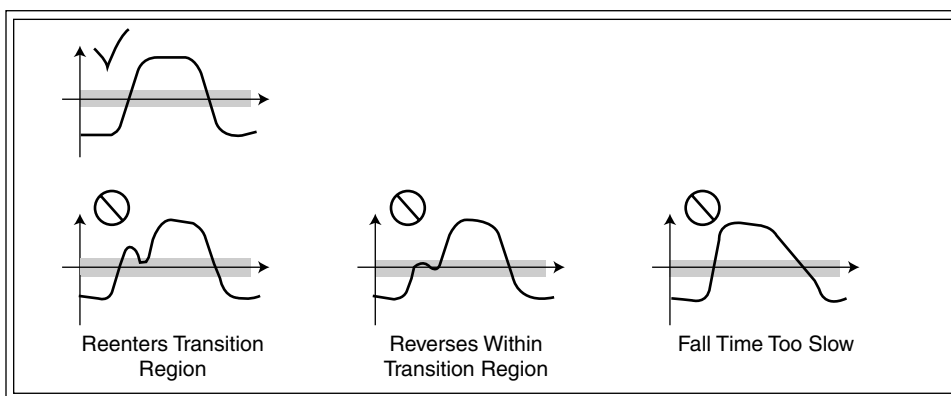 Reenters Transition
Region
Reverses Within
Transition Region
Fall Time Too Slow